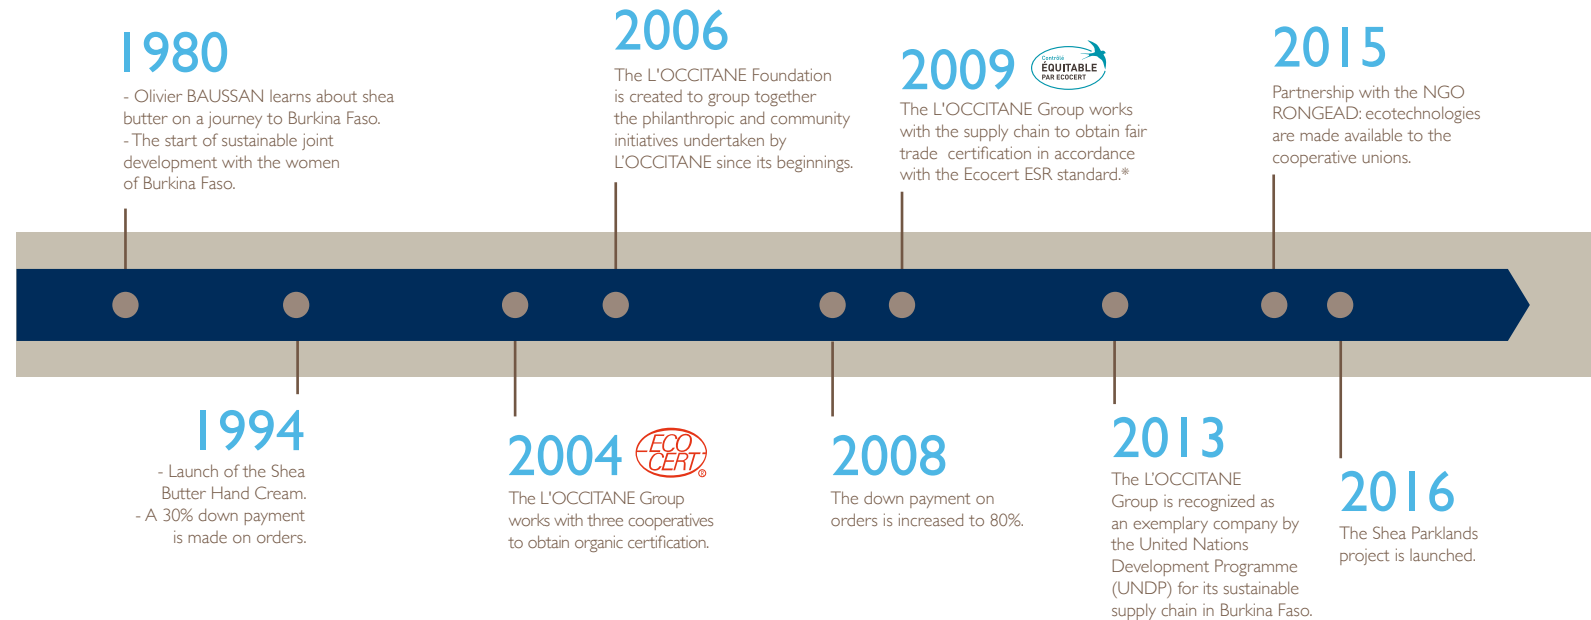 1980
- Olivier BAUSSAN learns about shea
butter on a journey to Burkina Faso.
- The start of sustainable joint
development with the women
of Burkina Faso.
1994
- Launch of the Shea
Butter Hand Cream.
- A 30% down payment
is made on orders.
2004
ECO
CERT
®
The L'OCCITANE Group
works with three cooperatives
to obtain organic certification.
2006
The L'OCCITANE Foundation
is created to group together
the philanthropic and community
initiatives undertaken by
L'OCCITANE since its beginnings.
2008
The down payment on
orders is increased to 80%.
2009
Contrôlé
ÉQUITABLE
PAR ECOCERT
The L'OCCITANE Group works
with the supply chain to obtain fair
trade certification in accordance
with the Ecocert ESR standard.*
2013
The L'OCCITANE
Group is recognized as
an exemplary company by
the United Nations
Development Programme
(UNDP) for its sustainable
supply chain in Burkina Faso.
2015
Partnership with the NGO
RONGEAD: ecotechnologies
are made available to the
cooperative unions.
2016
The Shea Parklands
project is launched.